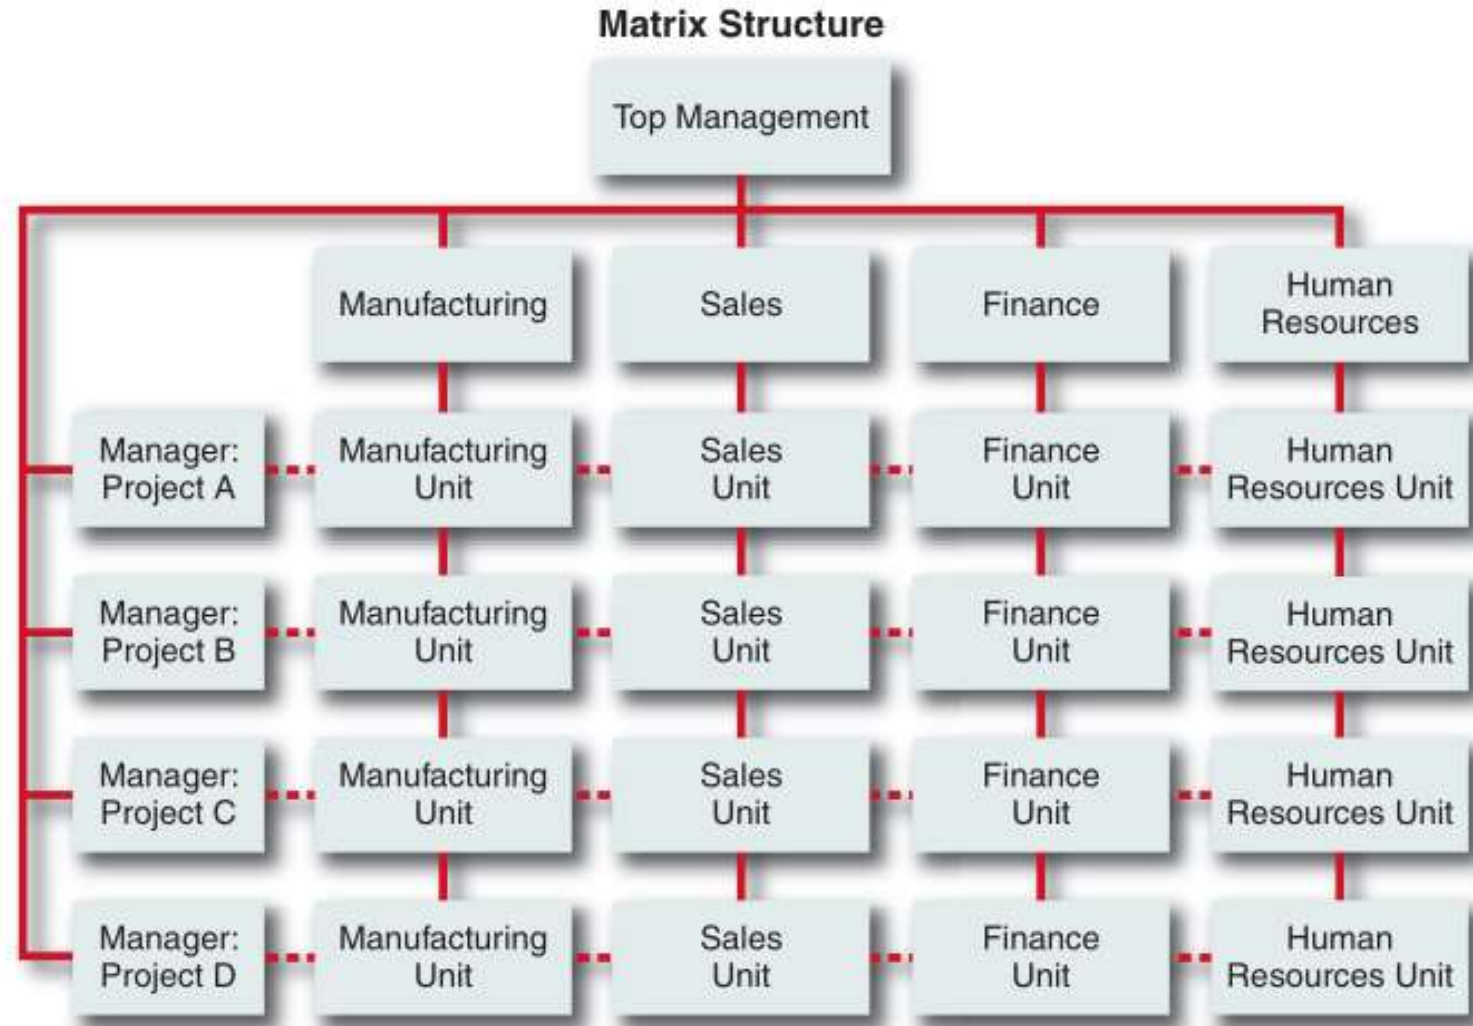 Matrix Structure
Top Management
Manufacturing
Sales
Finance
Human
Resources
Manager:
Project A
Manufacturing
Unit
Sales
Unit
Finance
Unit
Human
Resources Unit
Manager:
Project B
Manufacturing
Unit
Sales
Unit
Finance
Unit
Human
Resources Unit
Manager:
Project C
Manufacturing
Unit
Sales
Unit
Finance
Unit
Human
Resources Unit
Manager:
Project D
Manufacturing
Unit
Sales
Unit
Finance
Unit
Human
Resources Unit